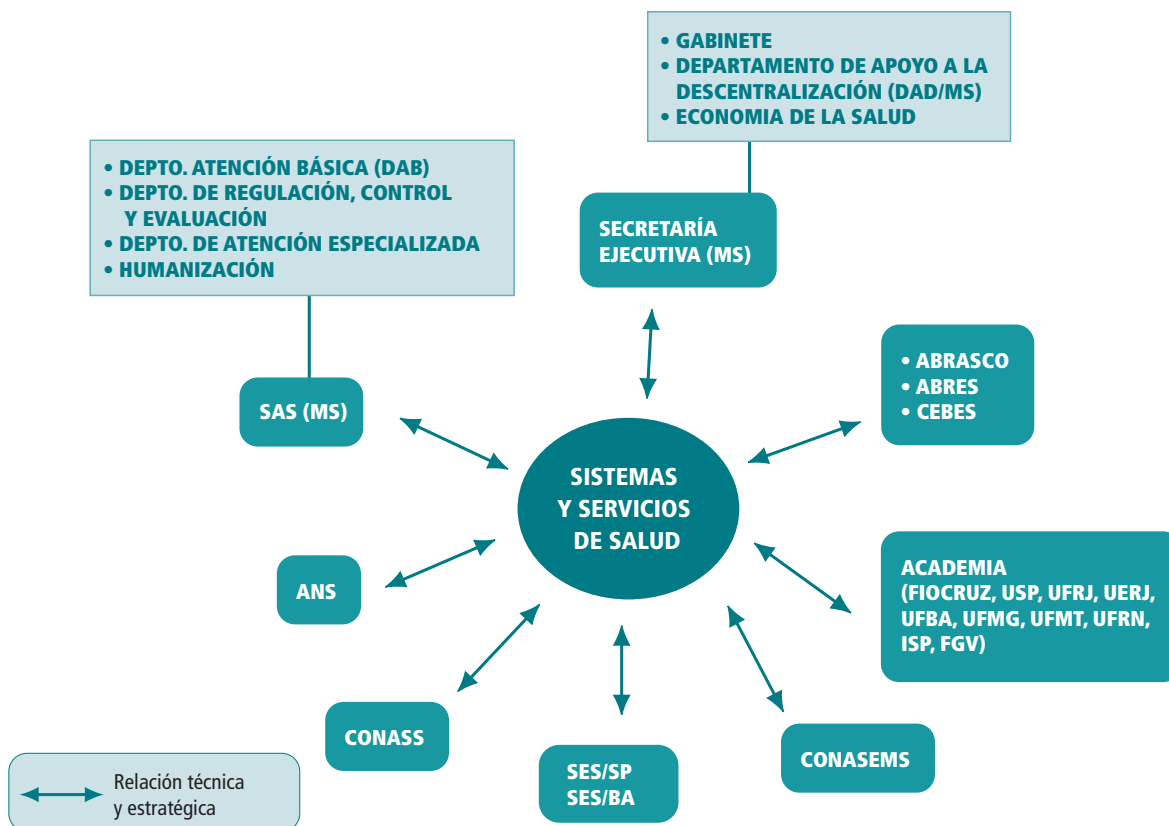 • GABINETE
• DEPARTAMENTO DE APOYO A LA
DESCENTRALIZACIÓN (DAD/MS)
• ECONOMIA DE LA SALUD
• DEPTO. ATENCIÓN BÁSICA (DAB)
• DEPTO. DE REGULACIÓN, CONTROL
Y EVALUACIÓN
• DEPTO. DE ATENCIÓN ESPECIALIZADA
• HUMANIZACIÓN
SECRETARÍA
EJECUTIVA (MS)
SAS (MS)
• ABRASCO
• ABRES
• CEBES
SISTEMAS
Y SERVICIOS
DE SALUD
ANS
ACADEMIA
(FIOCRUZ, USP, UFRJ, UERJ,
UFBA, UFMG, UFMT, UFRN,
ISP, FGV)
CONASS
SES/SP
SES/BA
CONASEMS
Relación técnica
y estratégica